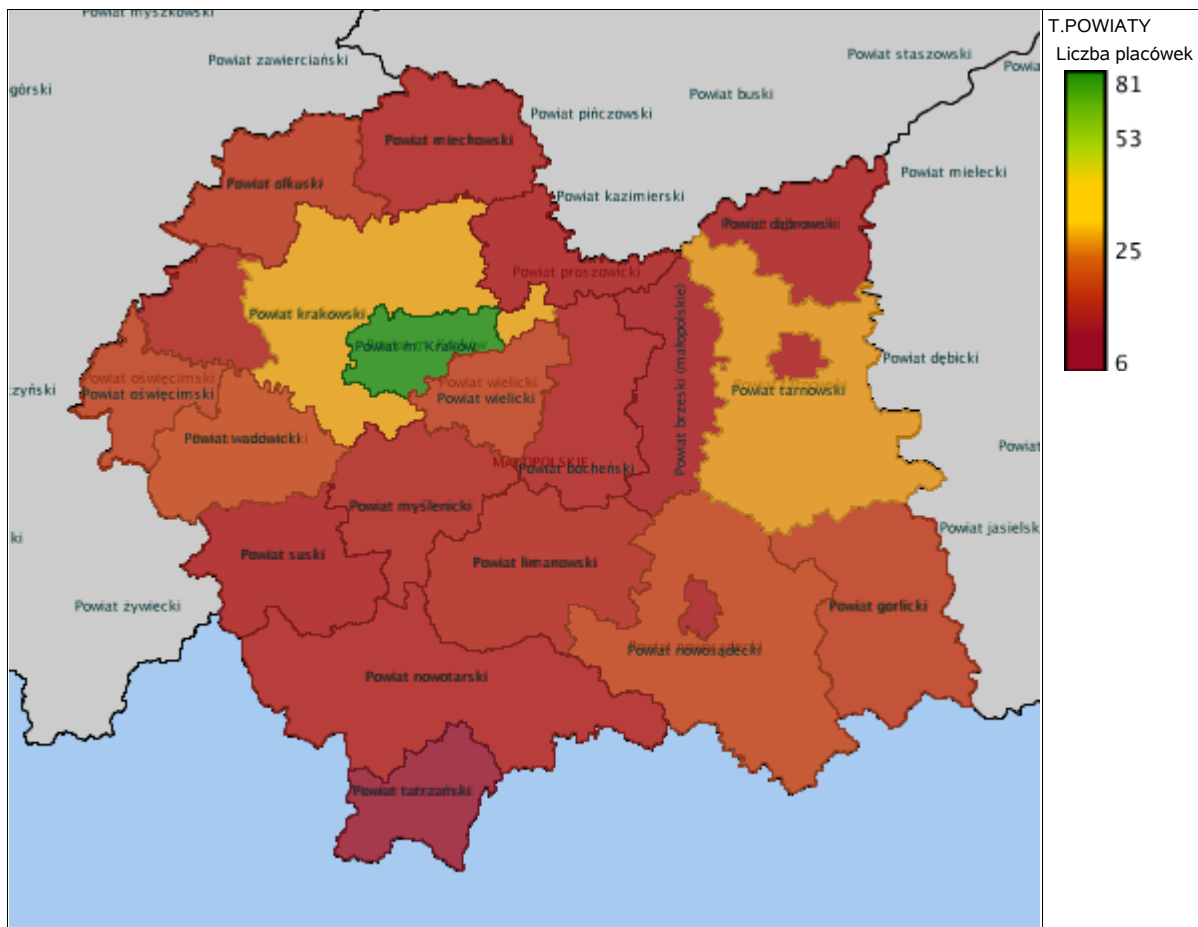 Powiat myszkowski
T.POWIATY
Liczba placówek
Powiat zawierciański
Powiat staszowski
Powia
górski
81
Powiat buski
Powiat pińczowski
53
Powiat miechowski
Powiat mielecki
Powiat olkuski
Powiat kazimierski
Powiat dąbrowski
25
Powiat proszowicki
Powiat krakowski
Powiat m. Kraków
Powiat brzeski (małopolskie)
Powiat dębicki
6
Powiat oświęcimski
Powiat oświęcimski
Powiat wielicki
Powiat wielicki
czyński
Powiat tarnowski
Powiat wadowicki
Powiat
MAŁOPOLSKIE
Powiat bocheński
Powiat myślenicki
Powiat jasielsk
ki
Powiat suski
Powiat limanowski
Powiat żywiecki
Powiat gorlicki
Powiat nowosądecki
Powiat nowotarski
Powiat tatrzański